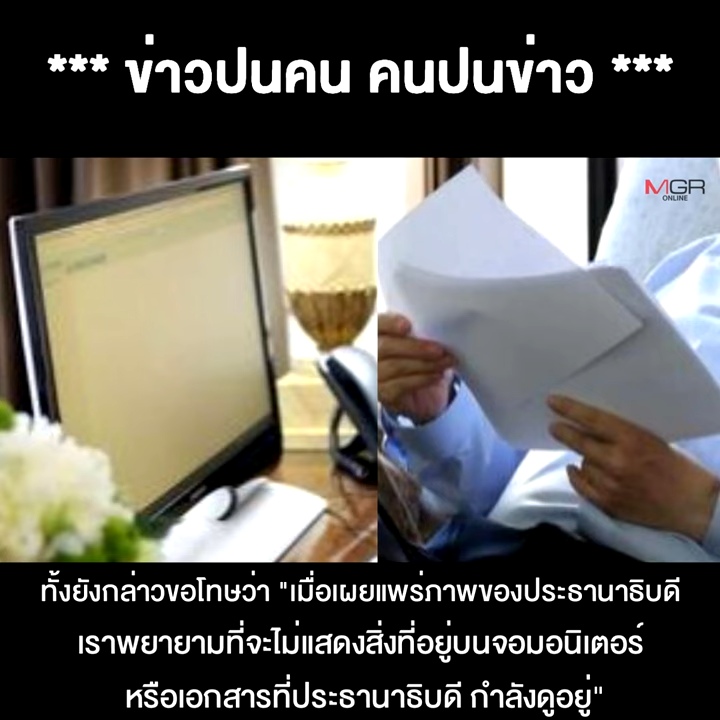 *** ข่าวปนคน คนปนข่าว ***
MGR
ONLINE
ทั้งยังกล่าวขอโทษว่า "เมื่อเผยแพร่ภาพของประธานาธิบดี
เราพยายามที่จะไม่แสดงสิ่งที่อยู่บนจอมอนิเตอร์
หรือเอกสารที่ประธานาธิบดี กำลังดูอยู่"